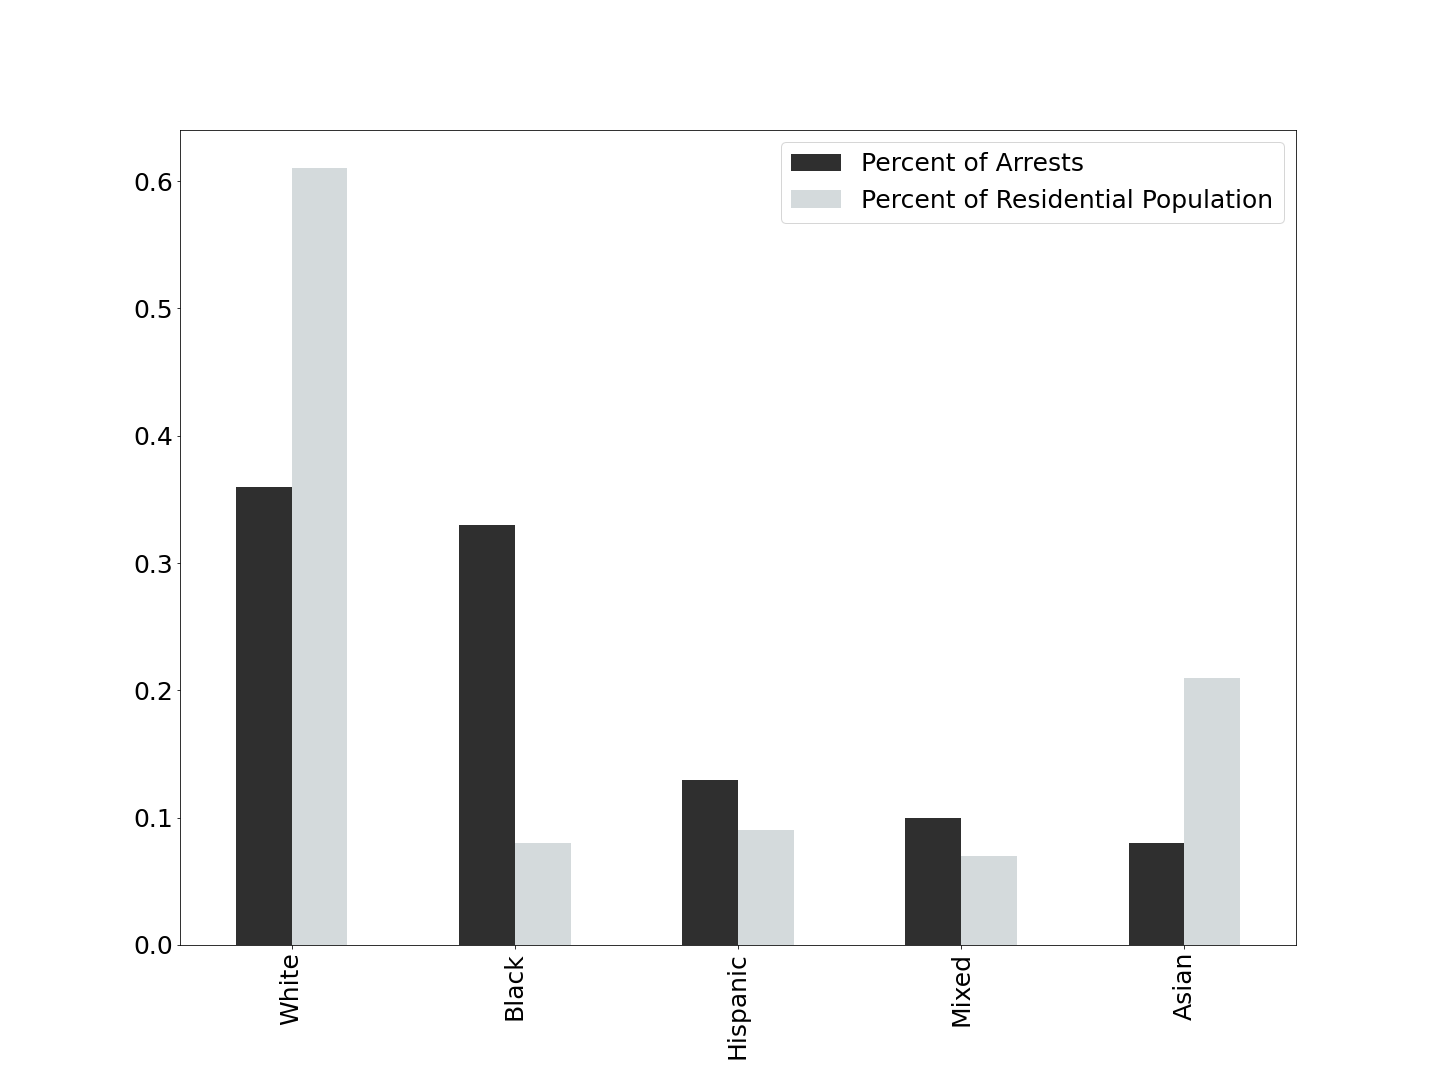 Percent of Arrests
Percent of Residential Population
0.6
0.5
0.4
0.3
0.2
0.1
0.0
White
Black
Hispanic
Mixed
Asian